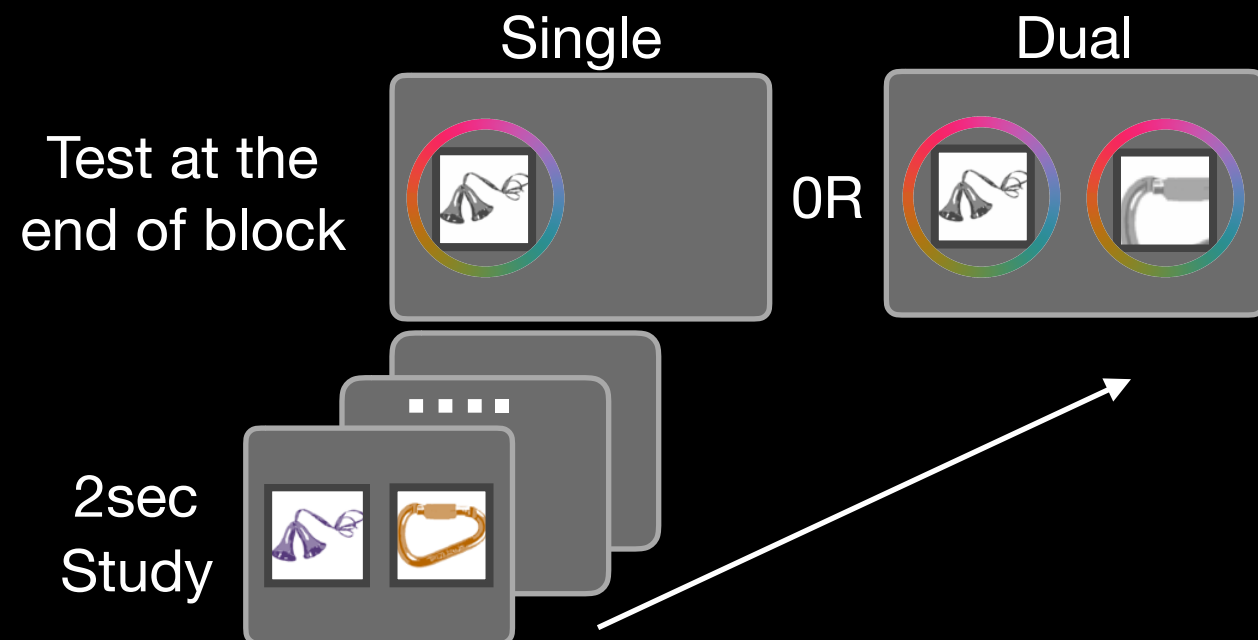 Single
Dual
Test at the
end of block
0R
2sec
Study